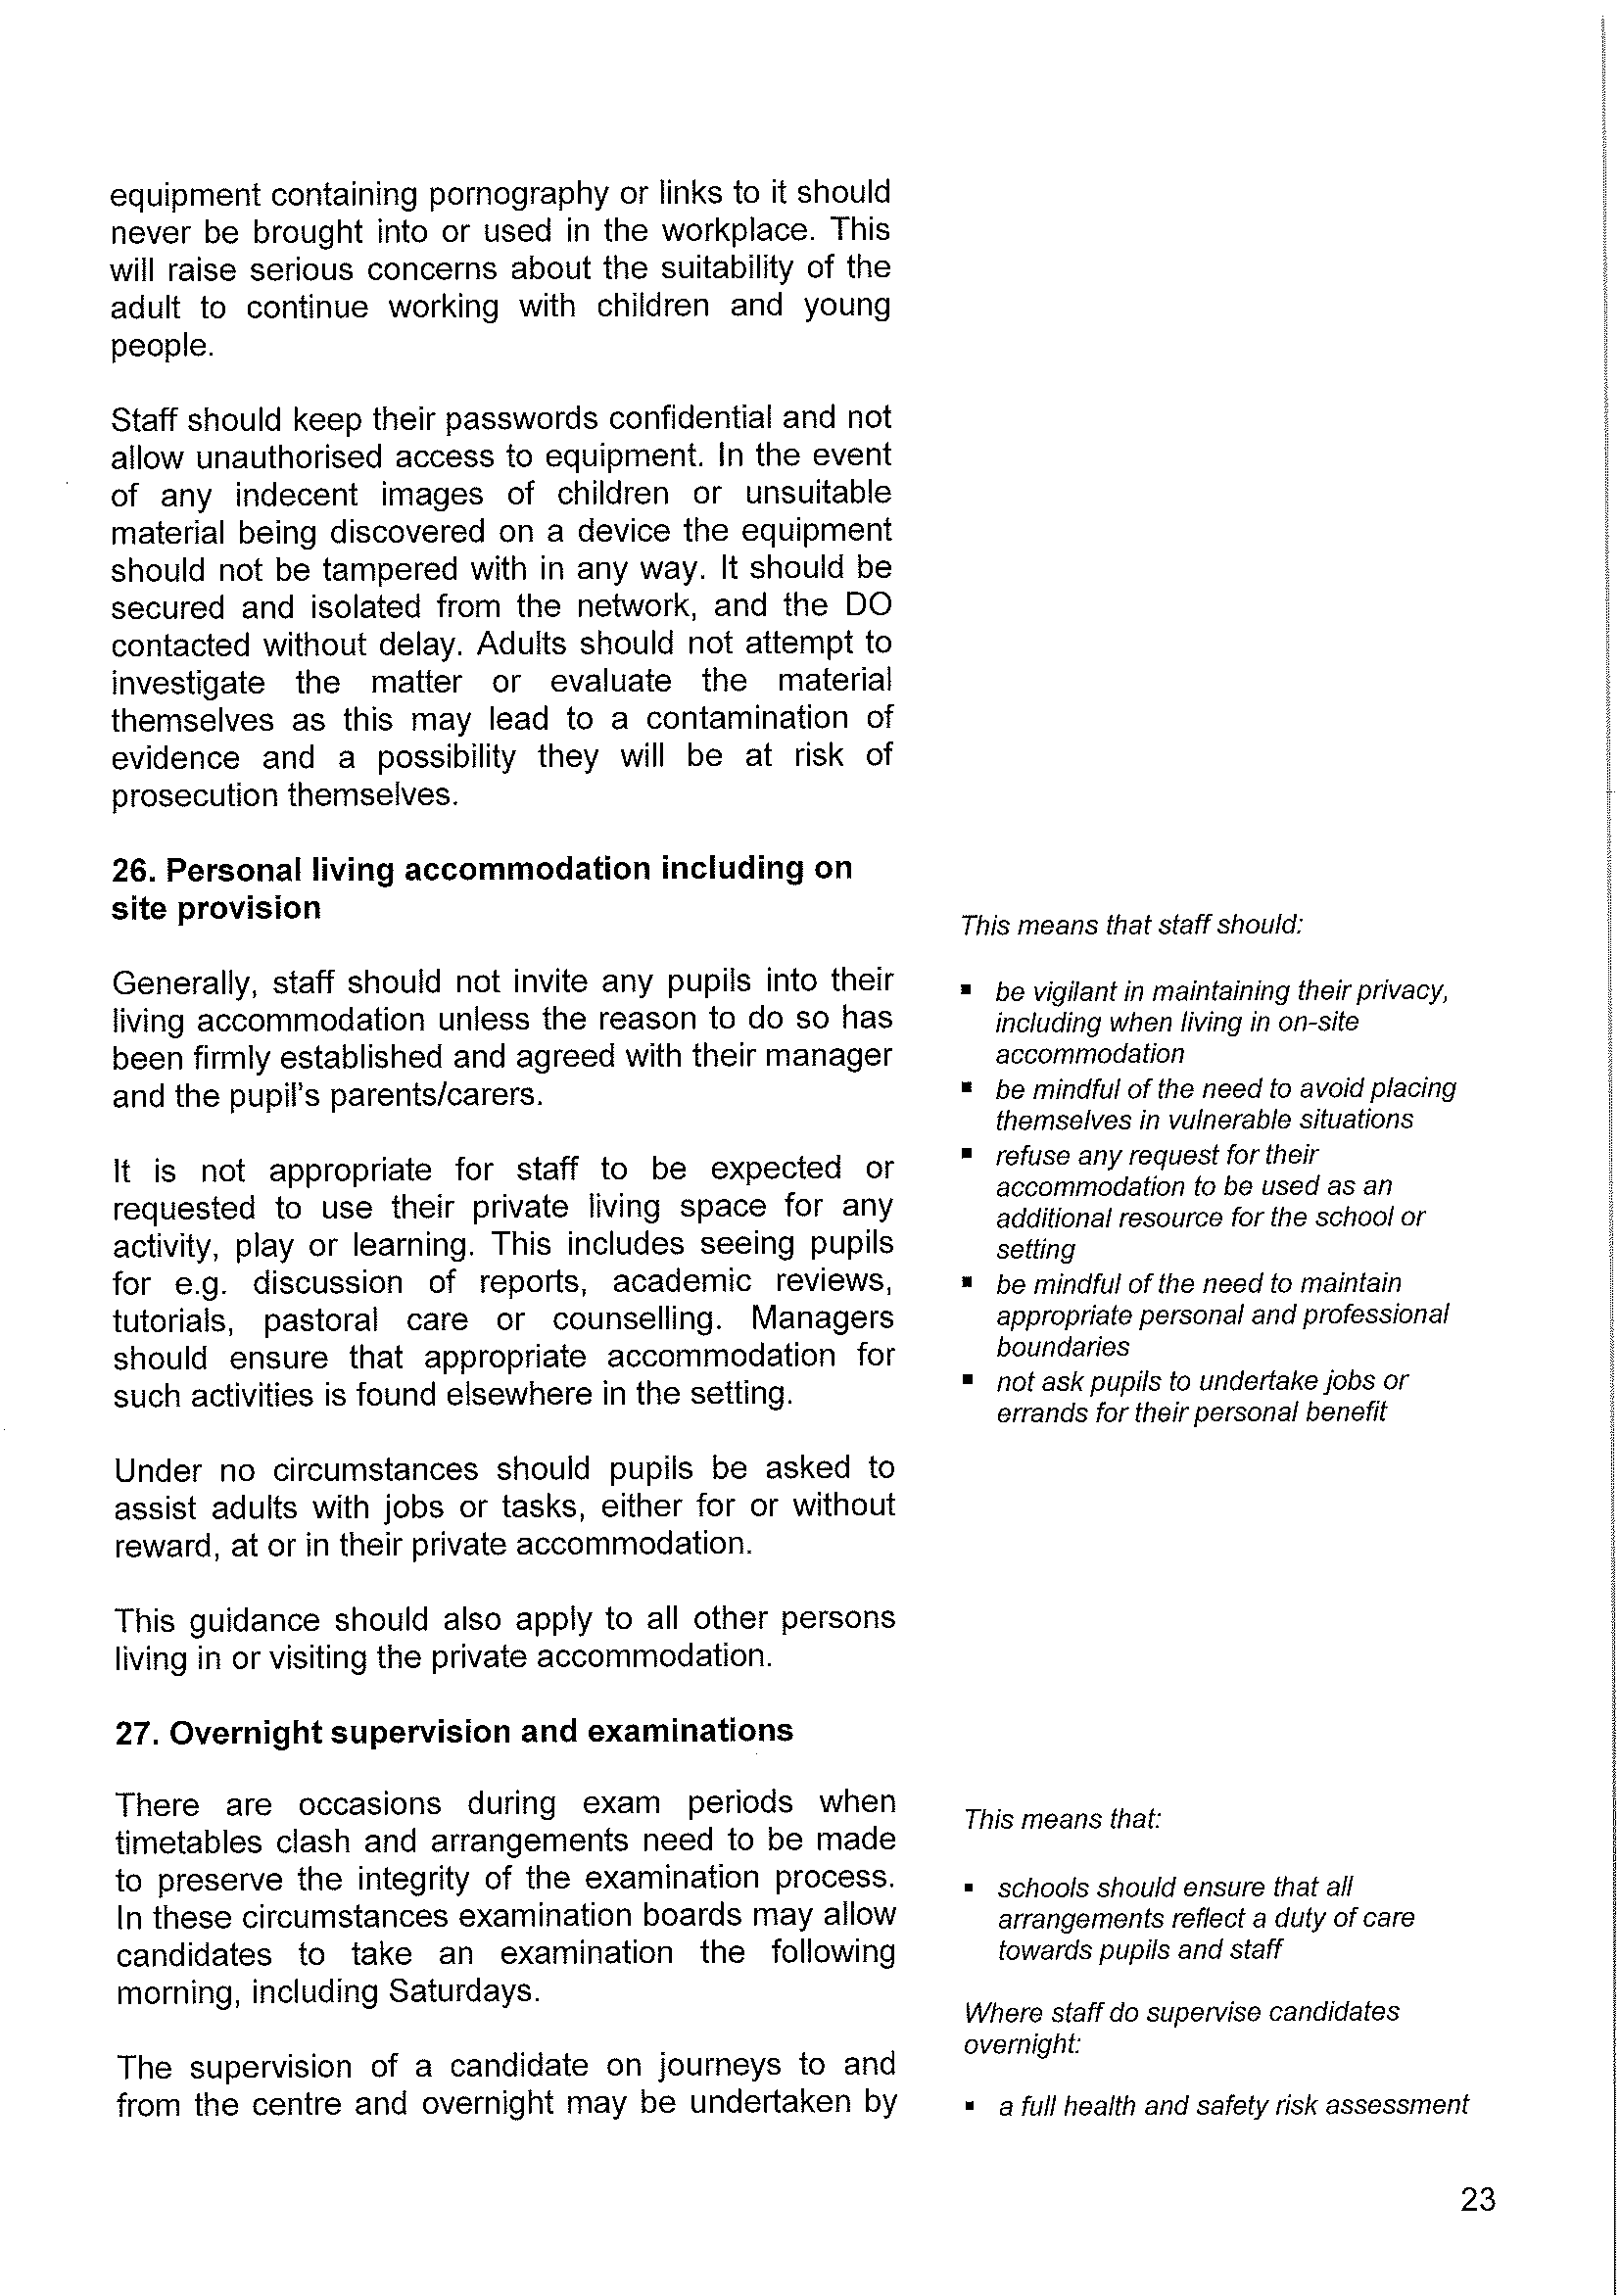 equipment containing pornography or links to it should
never be brought into or used in the workplace. This
will raise serious concerns about the suitability of the
adult to continue working with children and young
people.
Staff should keep their passwords confidential and not
allow unauthorised access to equipment. In the event
of any indecent images of children or unsuitable
material being discovered on a device the equipment
should not be tampered with in any way. It should be
secured and isolated from the network, and the DO
contacted without delay. Adults should not attempt to
investigate the matter or evaluate the material
themselves as this may lead to a contamination of
evidence and a possibility they will be at risk of
prosecution themselves.
26. Personal living accommodation including on
site provision
Generally, staff should not invite any pupils into their
living accommodation unless the reason to do so has
been firmly established and agreed with their manager
and the pupil's parents/carers.
It is not appropriate for staff to be expected or
requested to use their private living space for any
activity, play or learning. This includes seeing pupils
for e.g. discussion of reports, academic reviews,
tutorials, pastoral care or counselling. Managers
should ensure that appropriate accommodation for
such activities is found elsewhere in the setting.
Under no circumstances should pupils be asked to
assist adults with jobs or tasks, either for or without
reward, at or in their private accommodation.
This guidance should also apply to all other persons
living in or visiting the private accommodation.
This means that staff should:
▪ be vigilant in maintaining their privacy,
including when living in on-site
accommodation
▪ be mindful of the need to avoid placing
themselves in vulnerable situations
▪ refuse any request for their
accommodation to be used as an
additional resource for the school or
setting
▪ be mindful of the need to maintain
appropriate personal and professional
boundaries
▪ not ask pupils to undertake jobs or
errands for their personal benefit
27. Overnight supervision and examinations
There are occasions during exam periods when
timetables clash and arrangements need to be made
to preserve the integrity of the examination process.
In these circumstances examination boards may allow
candidates to take an examination the following
morning, including Saturdays.
The supervision of a candidate on journeys to and
from the centre and overnight may be undertaken by
This means that:
▪ schools should ensure that all
arrangements reflect a duty of care
towards pupils and staff
Where staff do supervise candidates
overnight:
▪ a full health and safety risk assessment
23